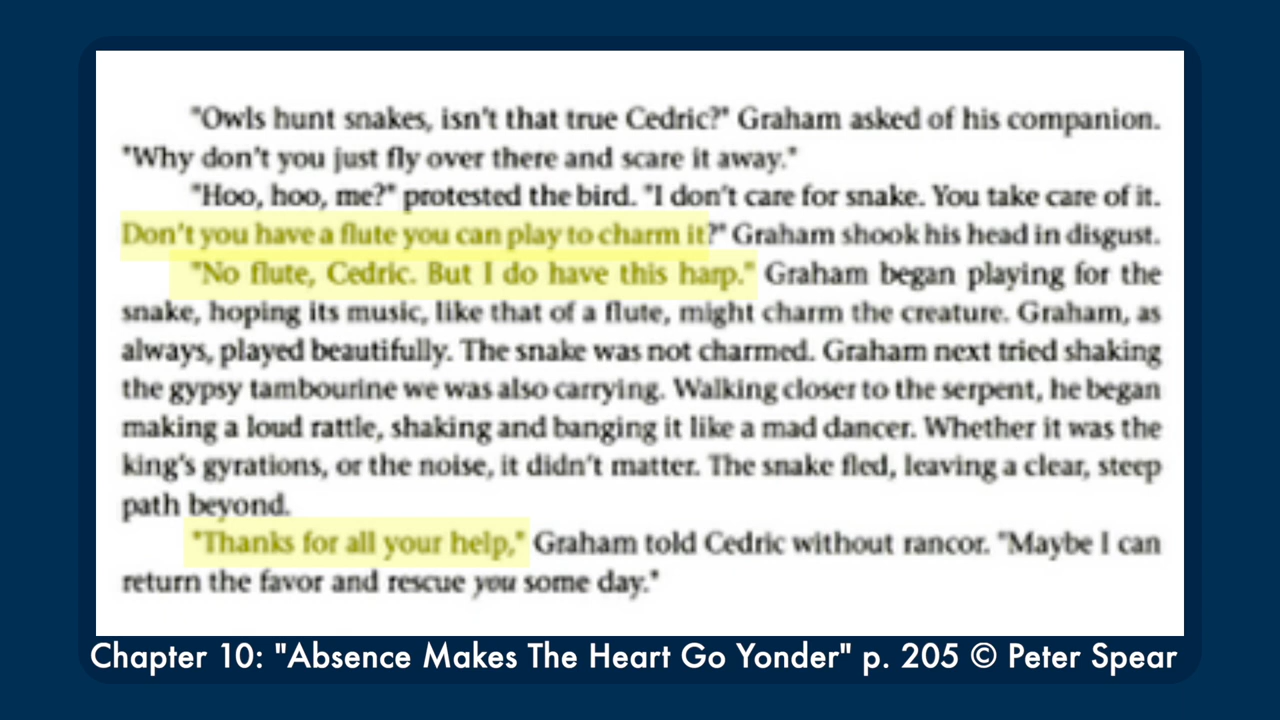 "Owls hunt snakes, isn't that true Cedric?" Graham asked of his companion.
"Why don't you just fly over there and scare it away."
"Hoo, hoo, me?" protested the bird. "I don't care for snake. You take care of it.
Don't you have a flute you can play to charm it?" Graham shook his head in disgust.
"No flute, Cedric. But I do have this harp." Graham began playing for the
snake, hoping its music, like that of a flute, might charm the creature. Graham, as
always, played beautifully. The snake was not charmed. Graham next tried shaking
the gypsy tambourine we was also carrying. Walking closer to the serpent, he began
making a loud rattle, shaking and banging it like a mad dancer. Whether it was the
king's gyrations, or the noise, it didn't matter. The snake fled, leaving a clear, steep
path beyond.
"Thanks for all your help," Graham told Cedric without rancor. "Maybe I can
return the favor and rescue you some day."
Chapter 10: "Absence Makes The Heart Go Yonder" p. 205 © Peter Spear